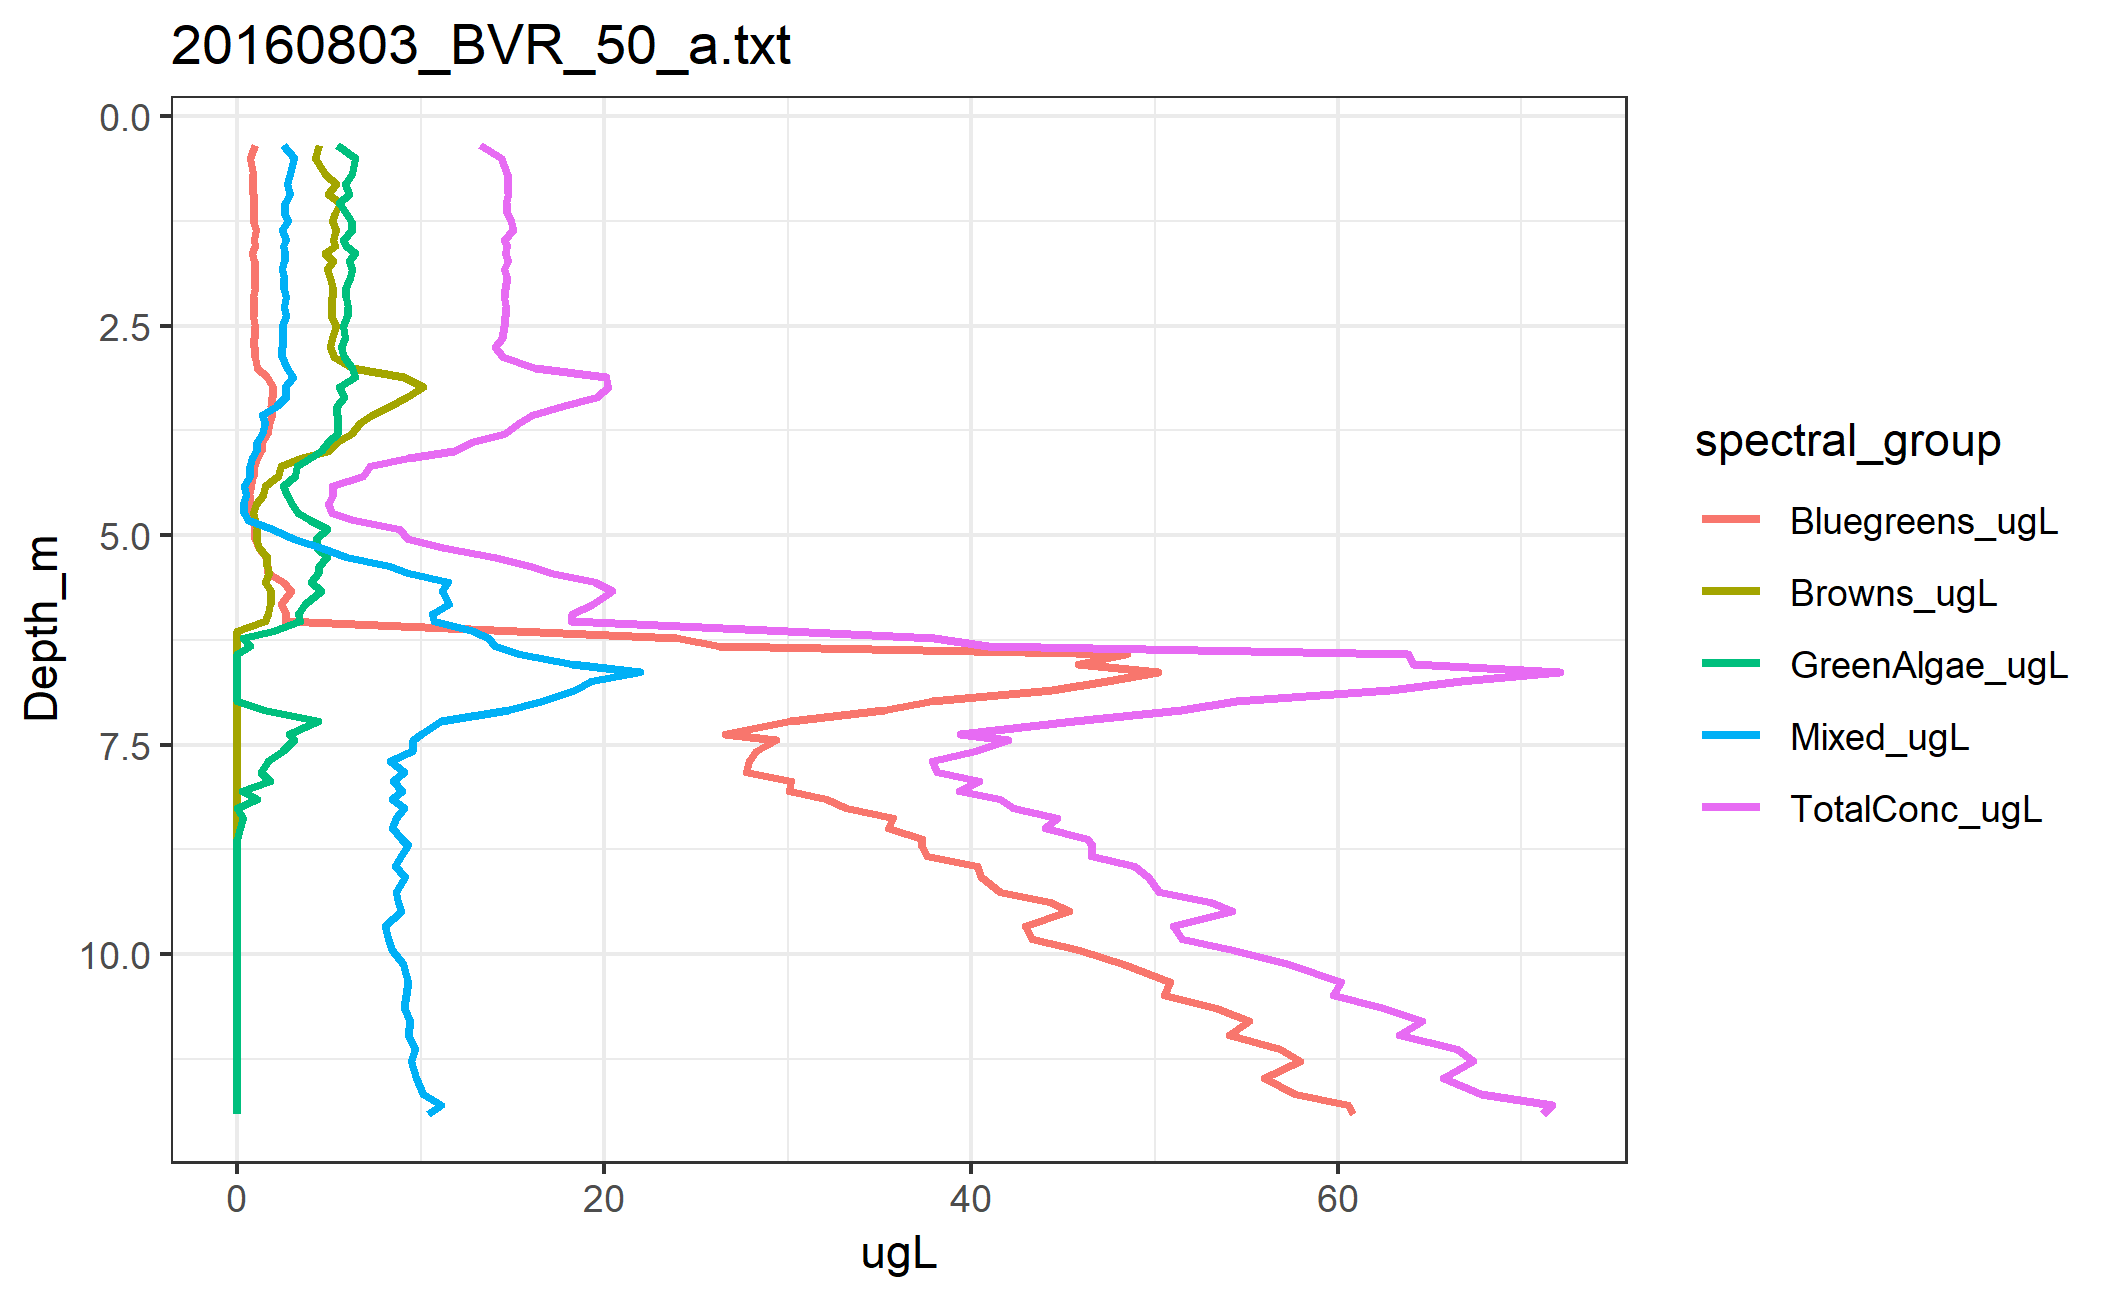 20160803_BVR_50_a.txt
0.0
2.5
5.0
7.5
10.0
Depth_m
0 20 40 60
ugL
spectral_group
Bluegreens_ugL
Browns_ugL
GreenAlgae_ugL
Mixed_ugL
TotalConc_ugL